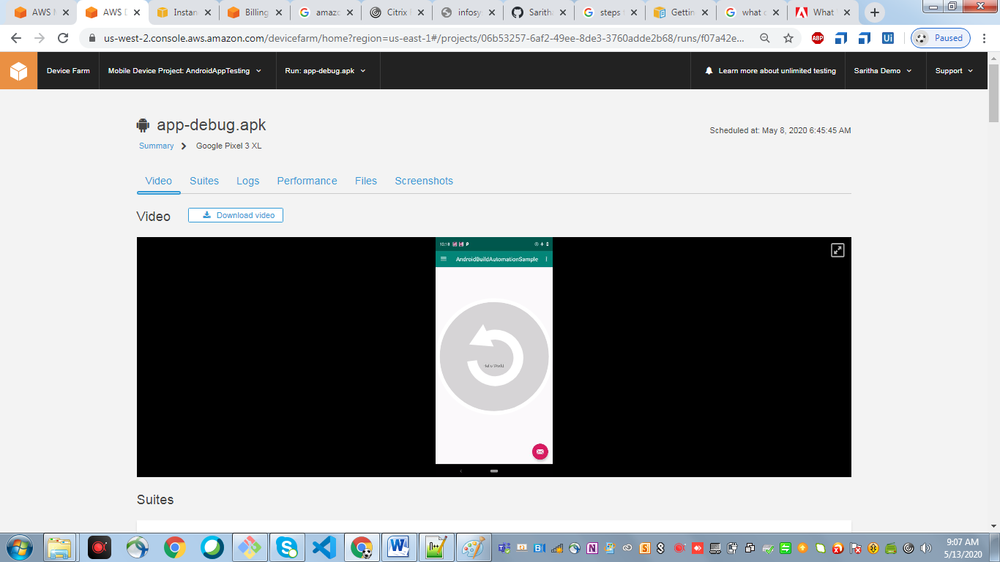 AWS M
AWS D
Instan
Billing
amazo
Citrix
infosy
Sarith
steps
Gettin
what c
What
us-west-2.console.aws.amazon.com/devicefarm/home?region=us-east-1#/projects/06b53257-6af2-49ee-8de3-3760adde2b68/runs/f07a42e...
ABP
Ui
Paused
Device Farm
Mobile Device Project: AndroidAppTesting
Run: app-debug.apk
Learn more about unlimited testing
Saritha Demo
Support
app-debug.apk
Scheduled at: May 8, 2020 6:45:45 AM
Summary
Google Pixel 3 XL
Video
Suites
Logs
Performance
Files
Screenshots
Video
Download video
10:18
AndroidBuildAutomationSample
Hello World
Suites
9:07 AM
5/13/2020